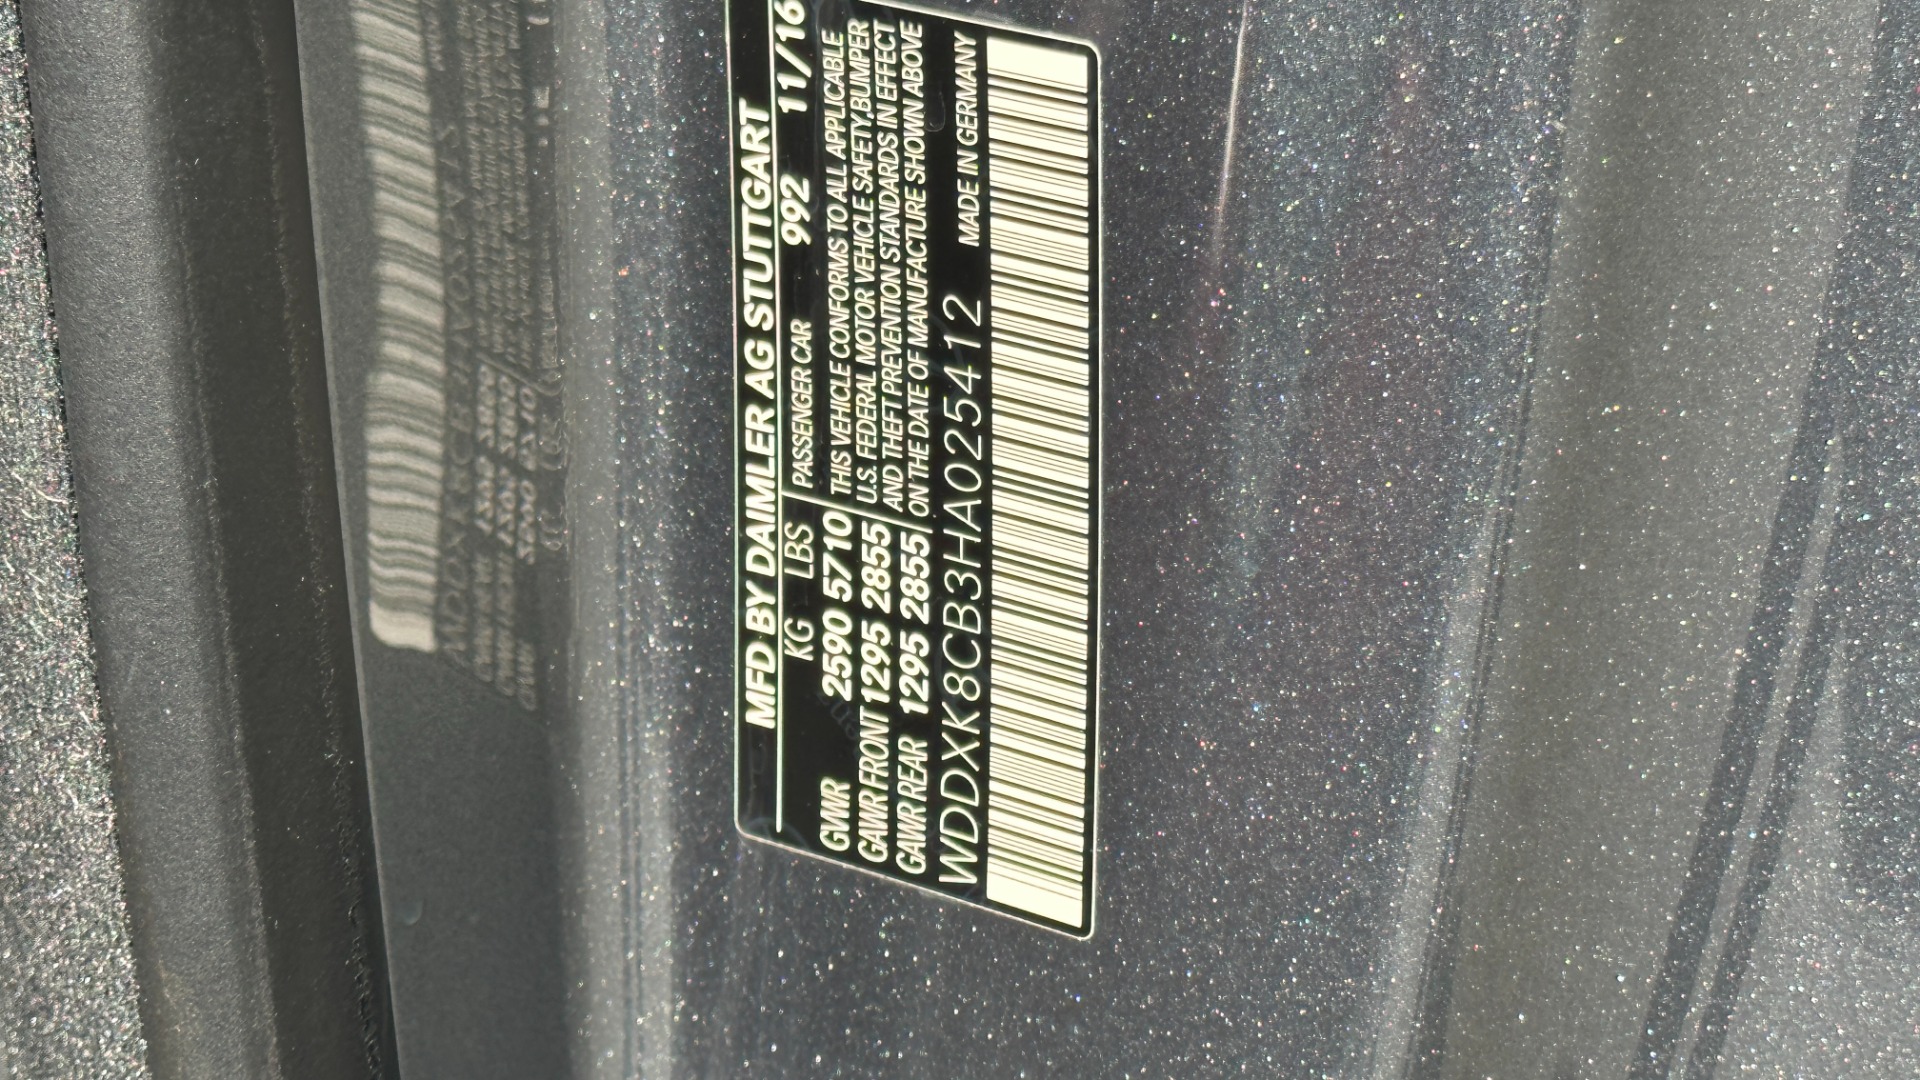 MFD BY DAIMLER AG STUTTGART
KG LBS PASSENGER CAR 992 11/16
GVWR 2590 5710 THIS VEHICLE CONFORMS TO ALL APPLICABLE
GAWR FRONT 1295 2855 U.S. FEDERAL MOTOR VEHICLE SAFETY,BUMPER
AND THEFT PREVENTION STANDARDS IN EFFECT
GAWR REAR 1295 2855 ON THE DATE OF MANUFACTURE SHOWN ABOVE
WDDXK8CB3HA025412 MADE IN GERMANY